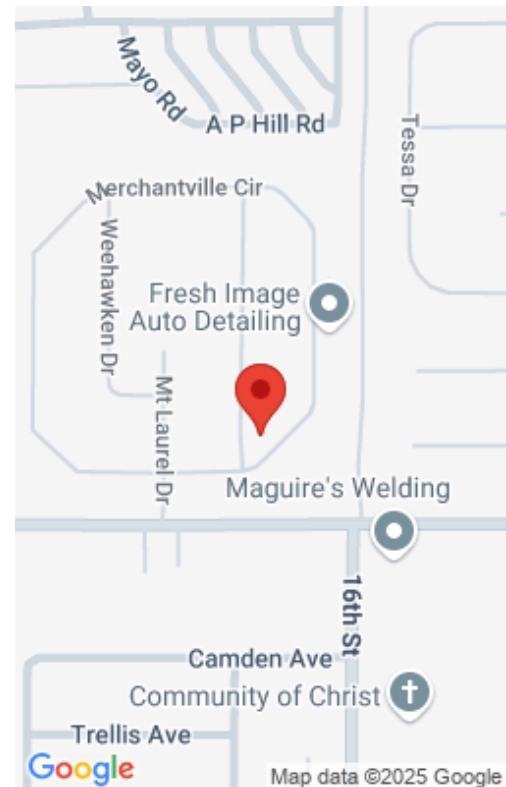 Mayo Rd
A P Hill Rd
Tessa Dr
Merchantville Cir
Weehawken Dr
Fresh Image
Auto Detailing
Mt Laurel Dr
Maguire's Welding
16th St
Camden Ave
Community of Christ
Trellis Ave
Google
Map data ©2025 Google